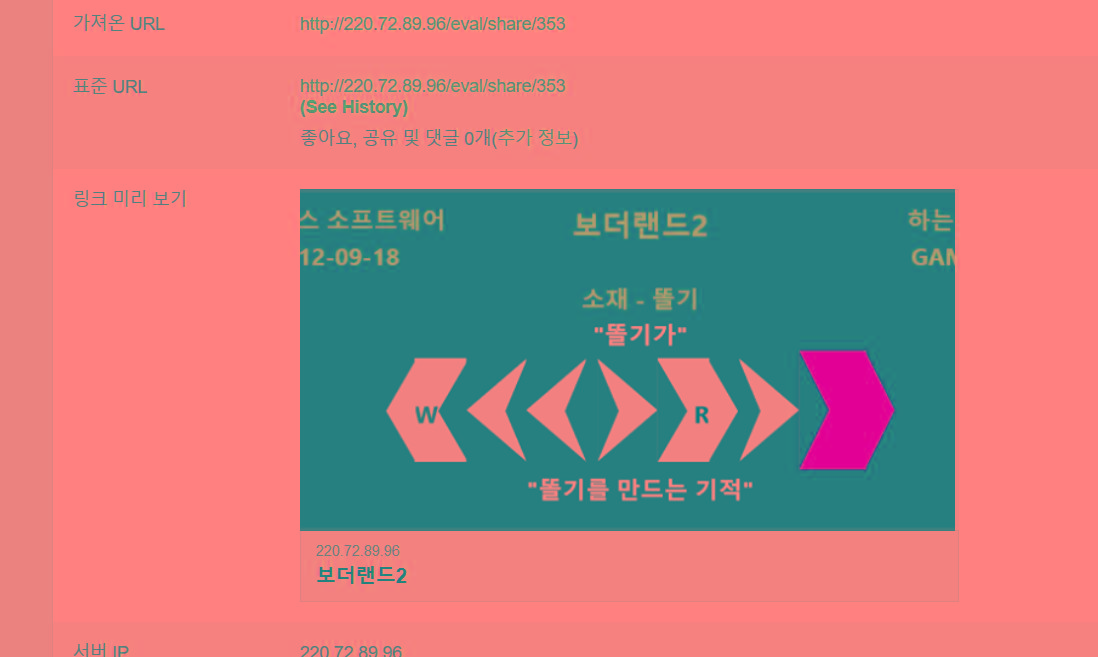 가져온 URL
http://220.72.89.96/eval/share/353
표준 URL
http://220.72.89.96/eval/share/353
(See History)
좋아요, 공유 및 댓글 0개(추가 정보)
링크 미리 보기
스 소프트웨어
보더랜드2
하는
12-09-18
GAM
소재 - 똘기
"똘기가"
W
R
"똘기를 만드는 기적"
220.72.89.96
보더랜드2
서버 IP
220.72.89.96